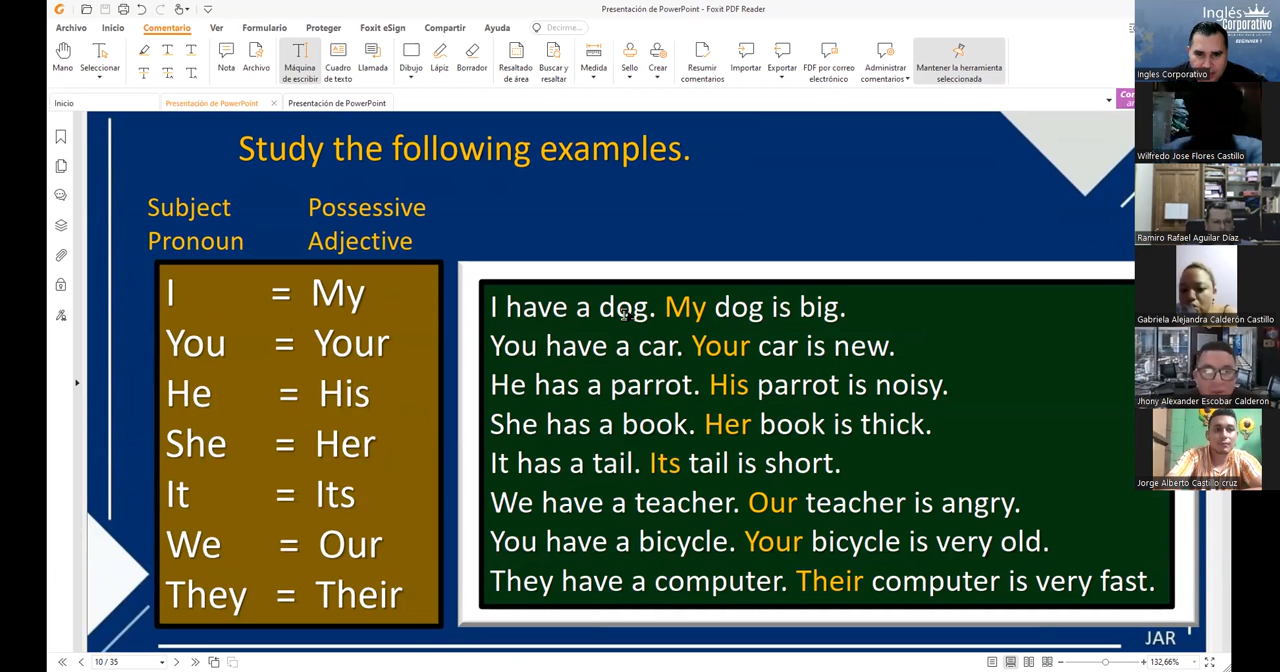 Presentación de PowerPoint - Foxit PDF Reader
Archivo Inicio Comentario Ver Formulario Proteger Foxit eSign Compartir Ayuda Decirme...
Mano
Seleccionar
Nota
Archivo
Máquina de escribir
Cuadro de texto
Llamada
Dibujo
Lápiz
Borrador
Resaltado de área
Buscar y resaltar
Medida
Sello
Crear
Resumir comentarios
Importar
Exportar
PDF por correo electrónico
Administrar comentarios
Mantener la herramienta seleccionada
Inicio Presentación de PowerPoint Presentación de PowerPoint
Study the following examples.
Subject Possessive
Pronoun Adjective
I = My
You = Your
He = His
She = Her
It = Its
We = Our
They = Their
I have a dog. My dog is big.
You have a car. Your car is new.
He has a parrot. His parrot is noisy.
She has a book. Her book is thick.
It has a tail. Its tail is short.
We have a teacher. Our teacher is angry.
You have a bicycle. Your bicycle is very old.
They have a computer. Their computer is very fast.
JAR
10 / 35
132,66%
Inglés
Corporativo
BEGINNER 1
Ingles Corporativo
Wilfredo Jose Flores Castillo
Ramiro Rafael Aguilar Díaz
Gabriela Alejandra Calderón Castillo
Jhony Alexander Escobar Calderon
Jorge Alberto Castillo cruz